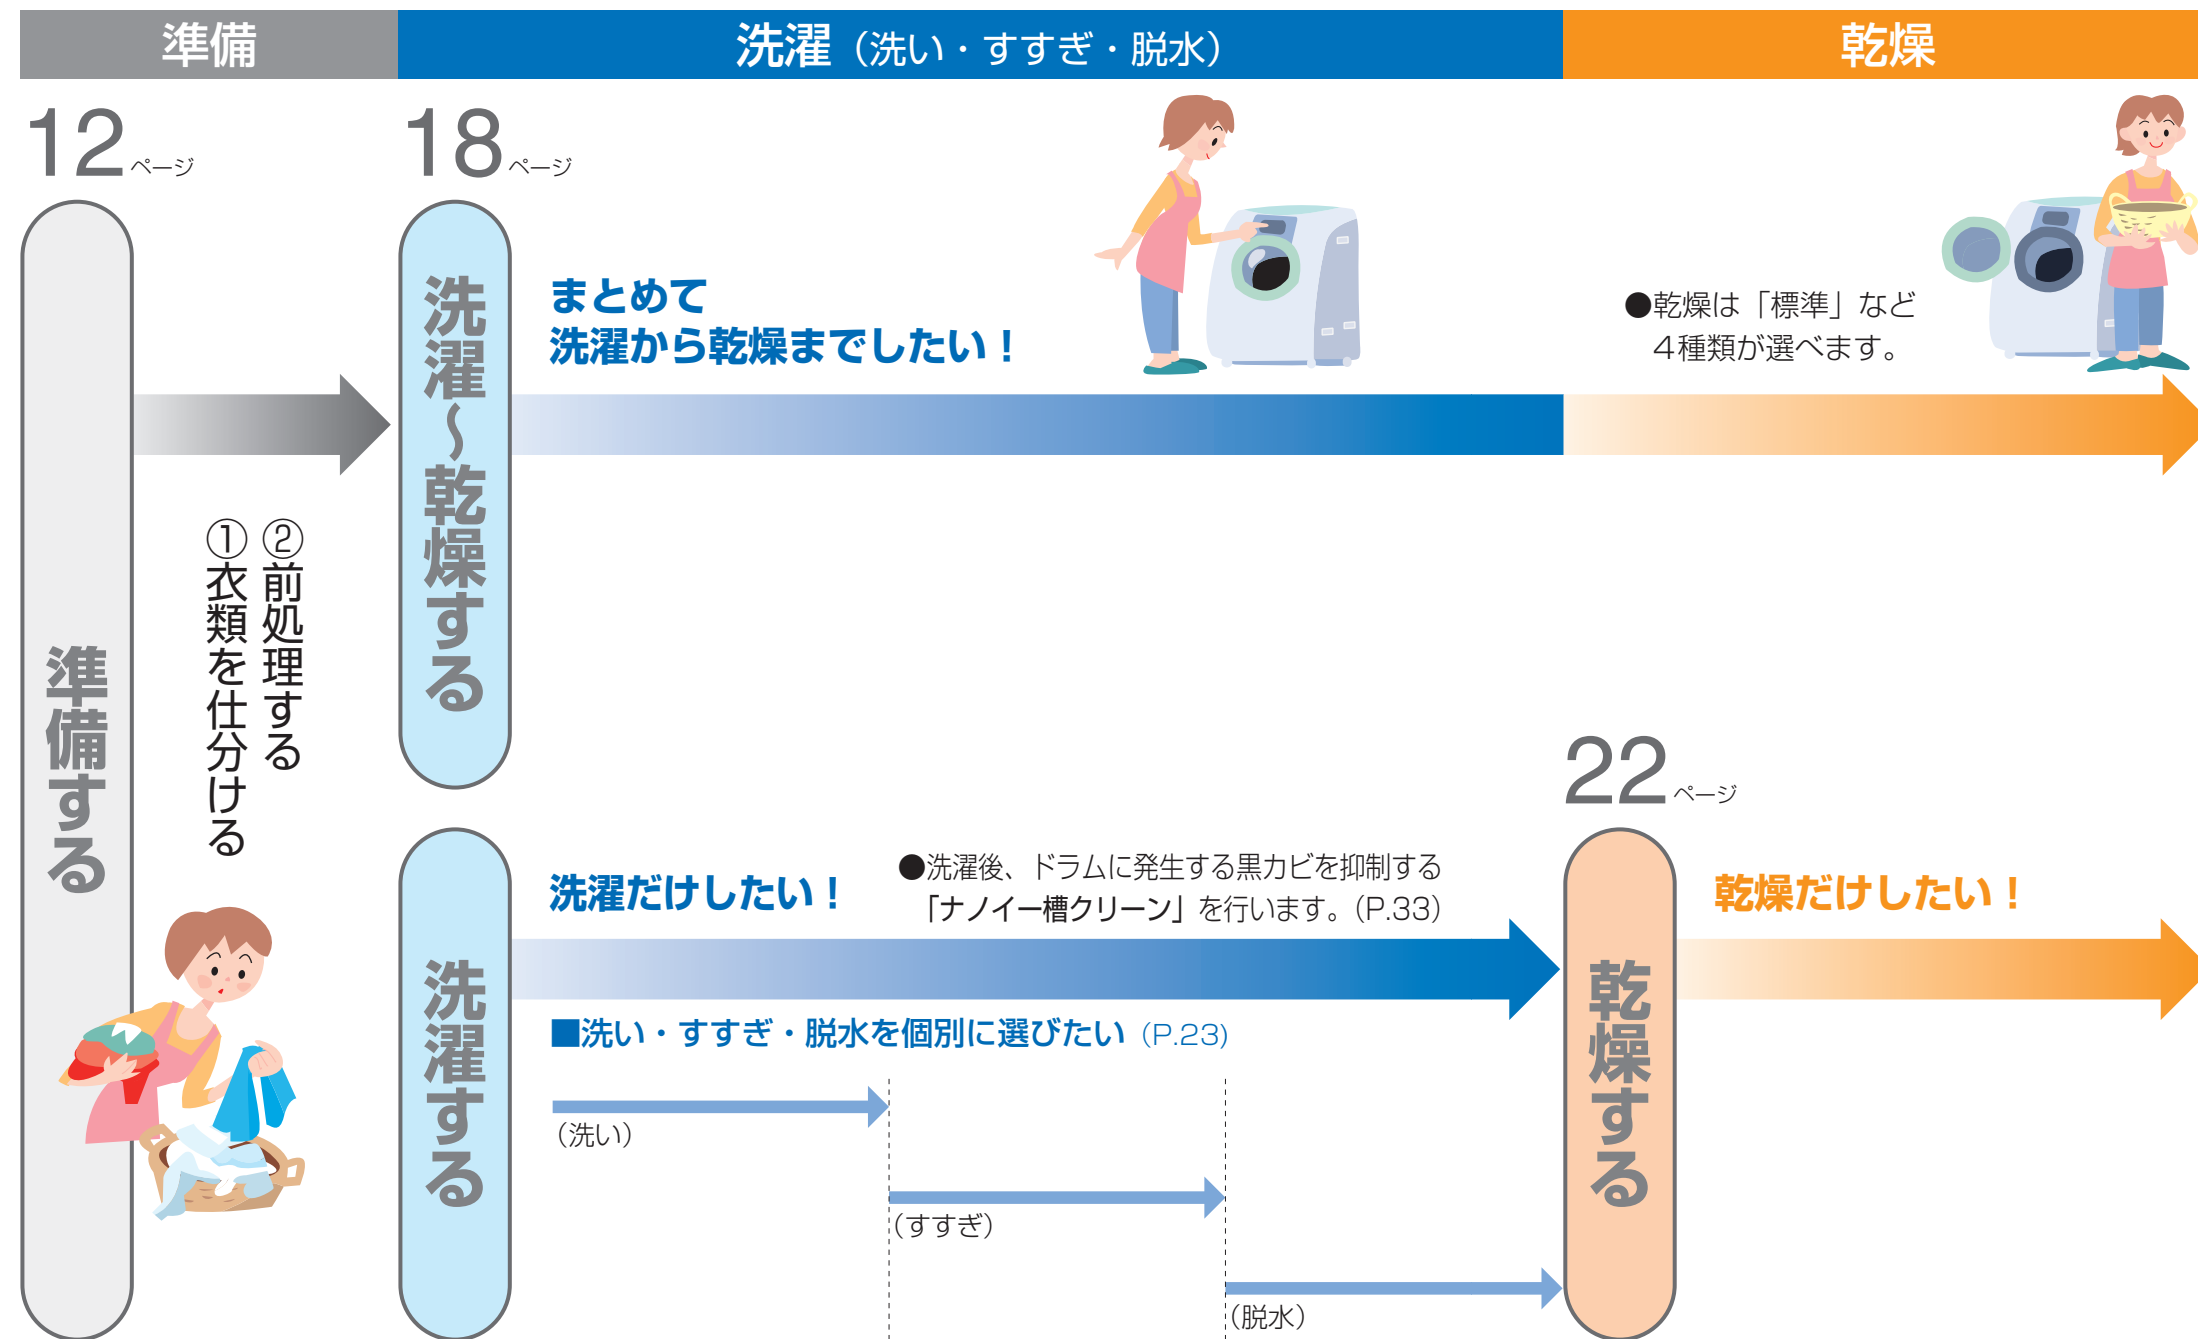 準備
洗濯（洗い・すすぎ・脱水）
乾燥
12ページ
18ページ
準備する
①衣類を仕分ける
②前処理する
洗濯～乾燥する
まとめて
洗濯から乾燥までしたい！
●乾燥は「標準」など
４種類が選べます。
22ページ
洗濯する
洗濯だけしたい！
●洗濯後、ドラムに発生する黒カビを抑制する
「ナノイー槽クリーン」を行います。(P.33)
■洗い・すすぎ・脱水を個別に選びたい（P.23）
（洗い）
（すすぎ）
（脱水）
乾燥する
乾燥だけしたい！